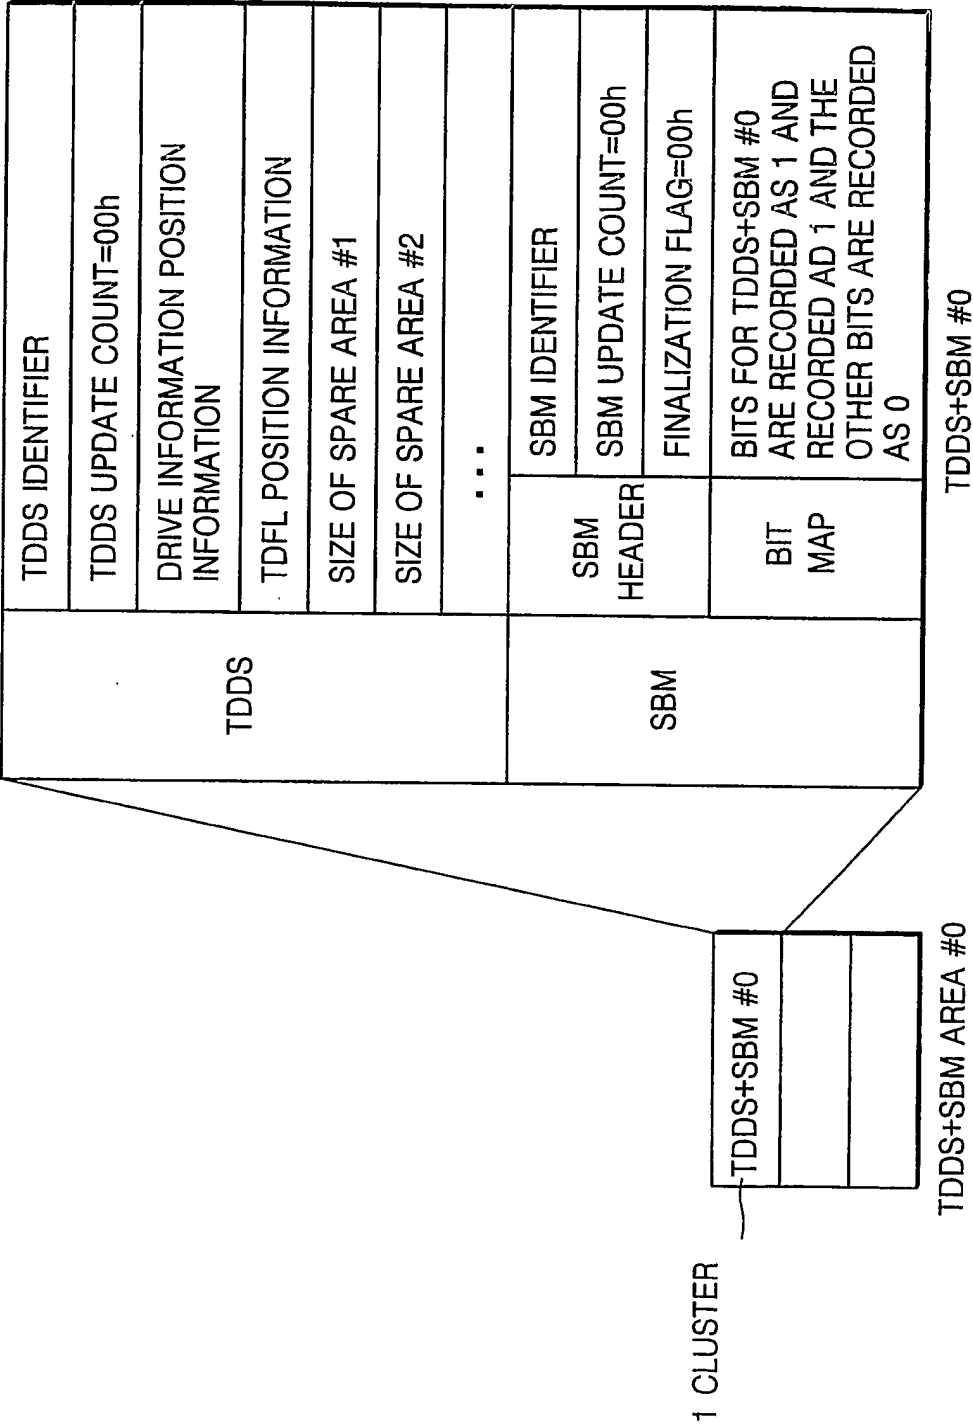 1 CLUSTER
TDDS+SBM #0
TDDS+SBM AREA #0
TDDS
TDDS IDENTIFIER
TDDS UPDATE COUNT=00h
DRIVE INFORMATION POSITION
INFORMATION
TDFL POSITION INFORMATION
SIZE OF SPARE AREA #1
SIZE OF SPARE AREA #2
...
SBM
SBM
HEADER
SBM IDENTIFIER
SBM UPDATE COUNT=00h
FINALIZATION FLAG=00h
BIT
MAP
BITS FOR TDDS+SBM #0
ARE RECORDED AS 1 AND
RECORDED AD 1 AND THE
OTHER BITS ARE RECORDED
AS 0
TDDS+SBM #0